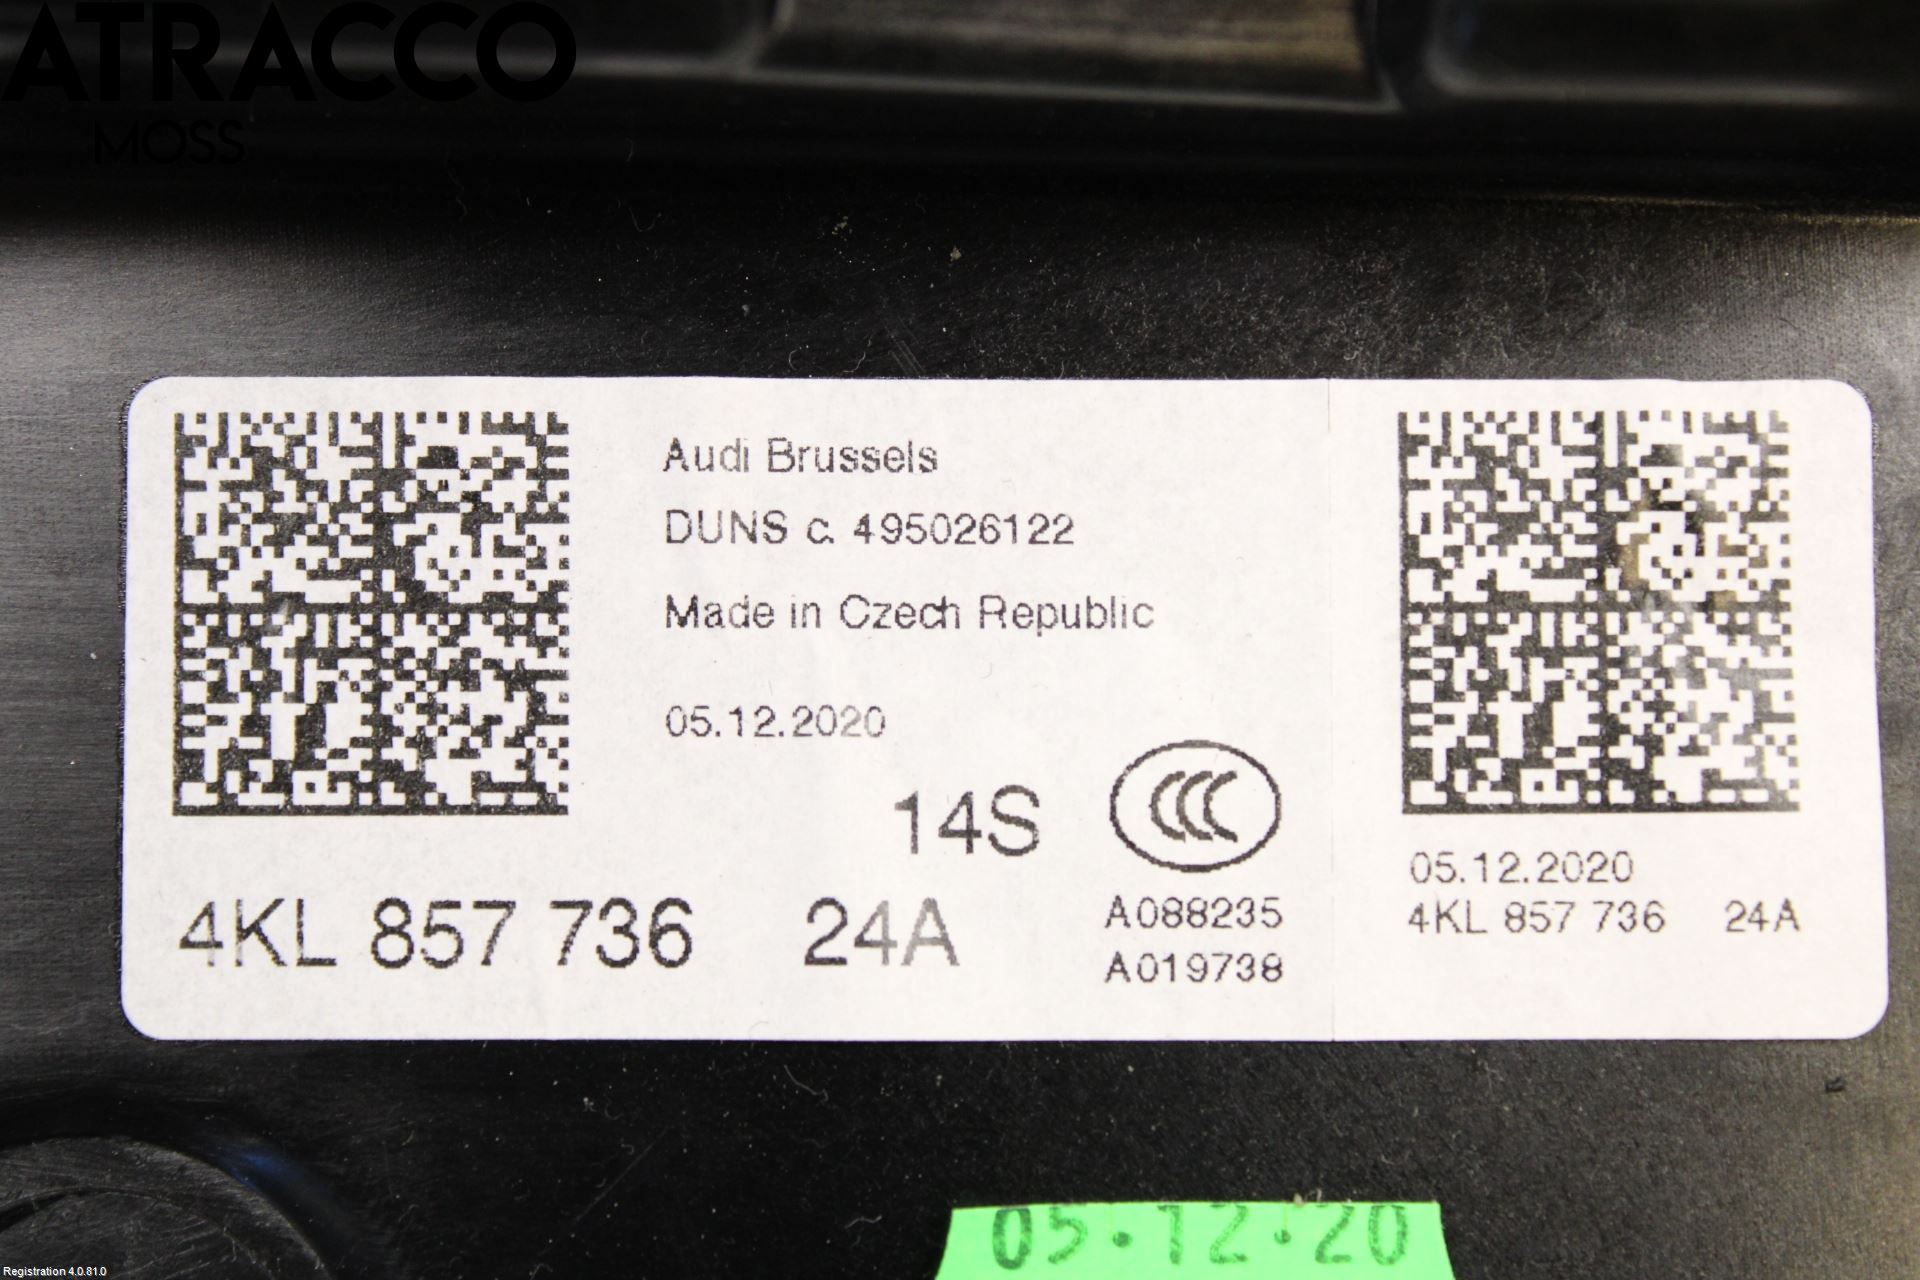 ATRACCO
MOSS
Audi Brussels
DUNS c. 495026122
Made in Czech Republic
05.12.2020
14S
4KL 857 736 24A
A088235
A019738
05.12.2020
4KL 857 736 24A
05.12.20
Registration 4.0.81.0